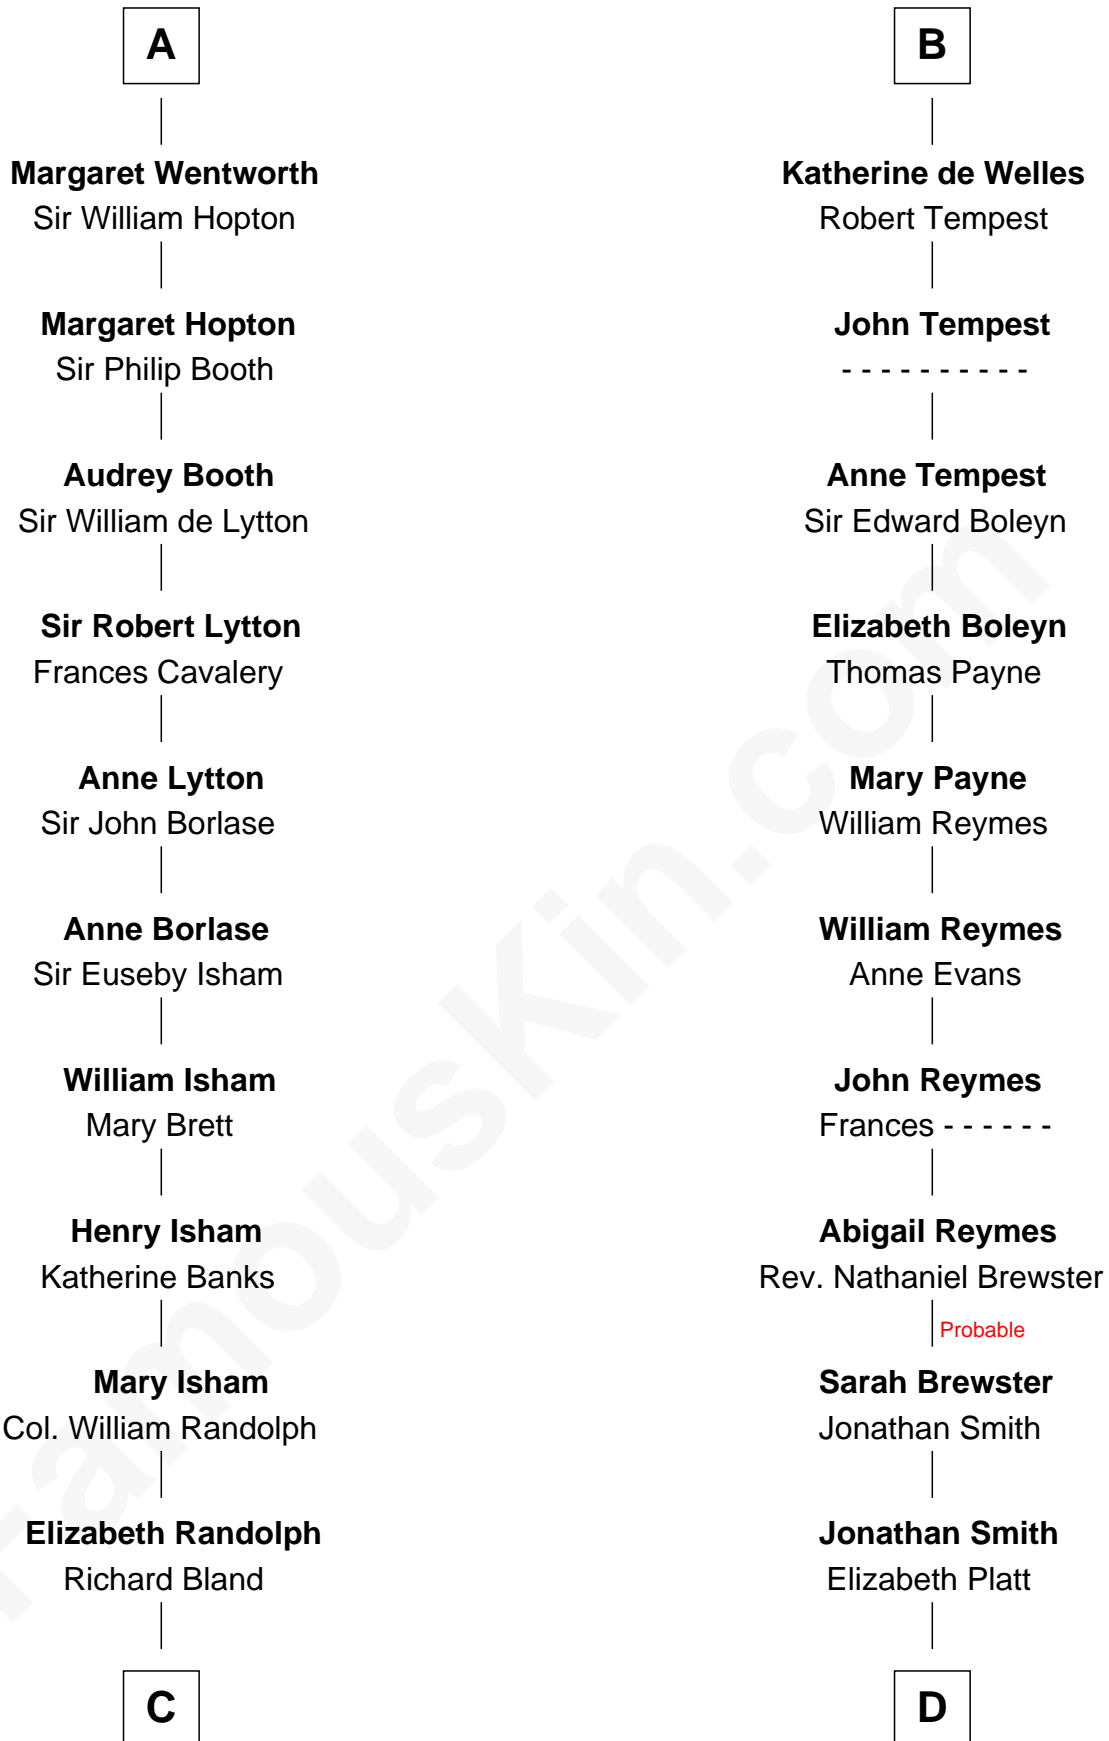 A
Margaret Wentworth
Sir William Hopton
Margaret Hopton
Sir Philip Booth
Audrey Booth
Sir William de Lytton
Sir Robert Lytton
Frances Cavalery
Anne Lytton
Sir John Borlase
Anne Borlase
Sir Euseby Isham
William Isham
Mary Brett
Henry Isham
Katherine Banks
Mary Isham
Col. William Randolph
Elizabeth Randolph
Richard Bland
C
B
Katherine de Welles
Robert Tempest
John Tempest
- - - - - - - - - -
Anne Tempest
Sir Edward Boleyn
Elizabeth Boleyn
Thomas Payne
Mary Payne
William Reymes
William Reymes
Anne Evans
John Reymes
Frances - - - - - -
Abigail Reymes
Rev. Nathaniel Brewster
Probable
Sarah Brewster
Jonathan Smith
Jonathan Smith
Elizabeth Platt
D
FamousKin.com